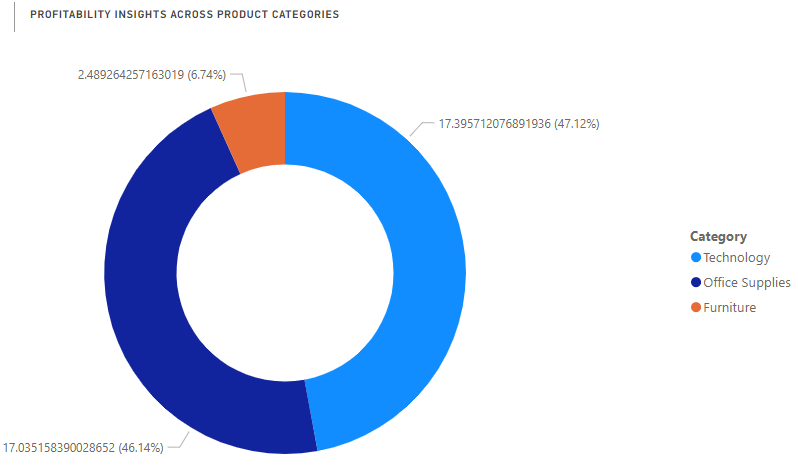 PROFITABILITY INSIGHTS ACROSS PRODUCT CATEGORIES
2.489264257163019 (6.74%)
17.395712076891936 (47.12%)
Category
Technology
Office Supplies
Furniture
17.035158390028652 (46.14%)